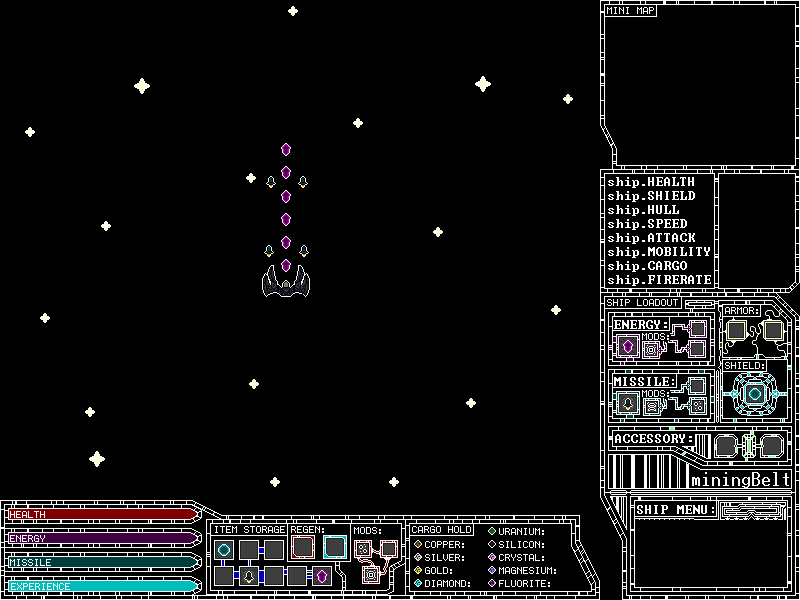 MINI MAP
ship.HEALTH
ship.SHIELD
ship.HULL
ship.SPEED
ship.ATTACK
ship.MOBILITY
ship.CARGO
ship.FIRERATE
SHIP LOADOUT
ARMOR:
ENERGY:
MODS:
SHIELD:
MISSILE:
MODS:
ACCESSORY:
miningBelt
SHIP MENU:
HEALTH
ENERGY
MISSILE
EXPERIENCE
ITEM STORAGE
REGEN:
MODS:
CARGO HOLD
COPPER:
SILVER:
GOLD:
DIAMOND:
URANIUM:
SILICON:
CRYSTAL:
MAGNESIUM:
FLUORITE: